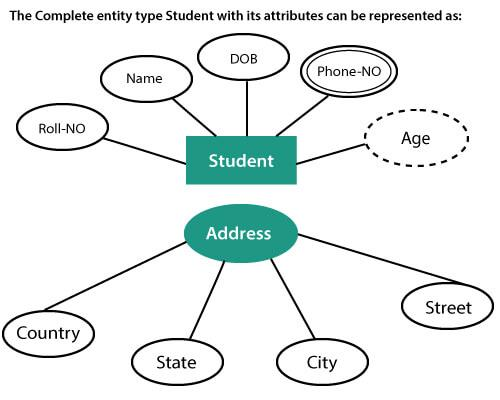 The Complete entity type Student with its attributes can be represented as:
DOB
Name
Phone-NO
Roll-NO
Age
Student
Address
Country
State
City
Street